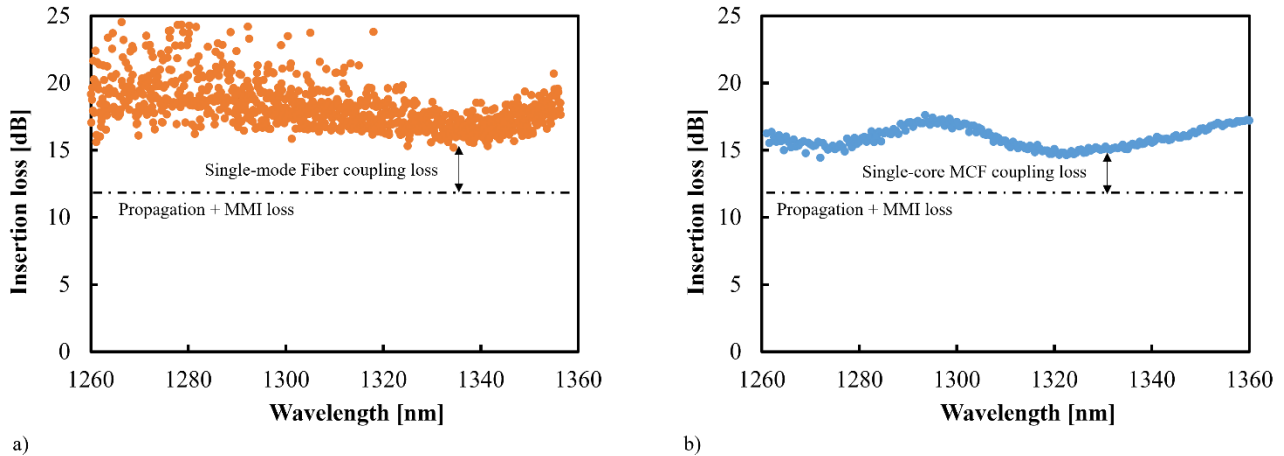 25
20
15
10
5
0
Insertion loss [dB]
Single-mode Fiber coupling loss
Propagation + MMI loss
1260 1280 1300 1320 1340 1360
Wavelength [nm]
a)
25
20
15
10
5
0
Insertion loss [dB]
Single-core MCF coupling loss
Propagation + MMI loss
1260 1280 1300 1320 1340 1360
Wavelength [nm]
b)